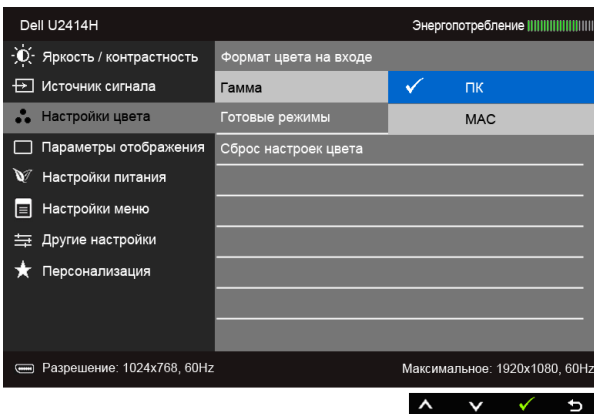 Dell U2414H Энергопотребление
Яркость / контрастность Формат цвета на входе
Источник сигнала Гамма ПК
Настройки цвета Готовые режимы MAC
Параметры отображения Сброс настроек цвета
Настройки питания
Настройки меню
Другие настройки
Персонализация
Разрешение: 1024x768, 60Hz Максимальное: 1920x1080, 60Hz